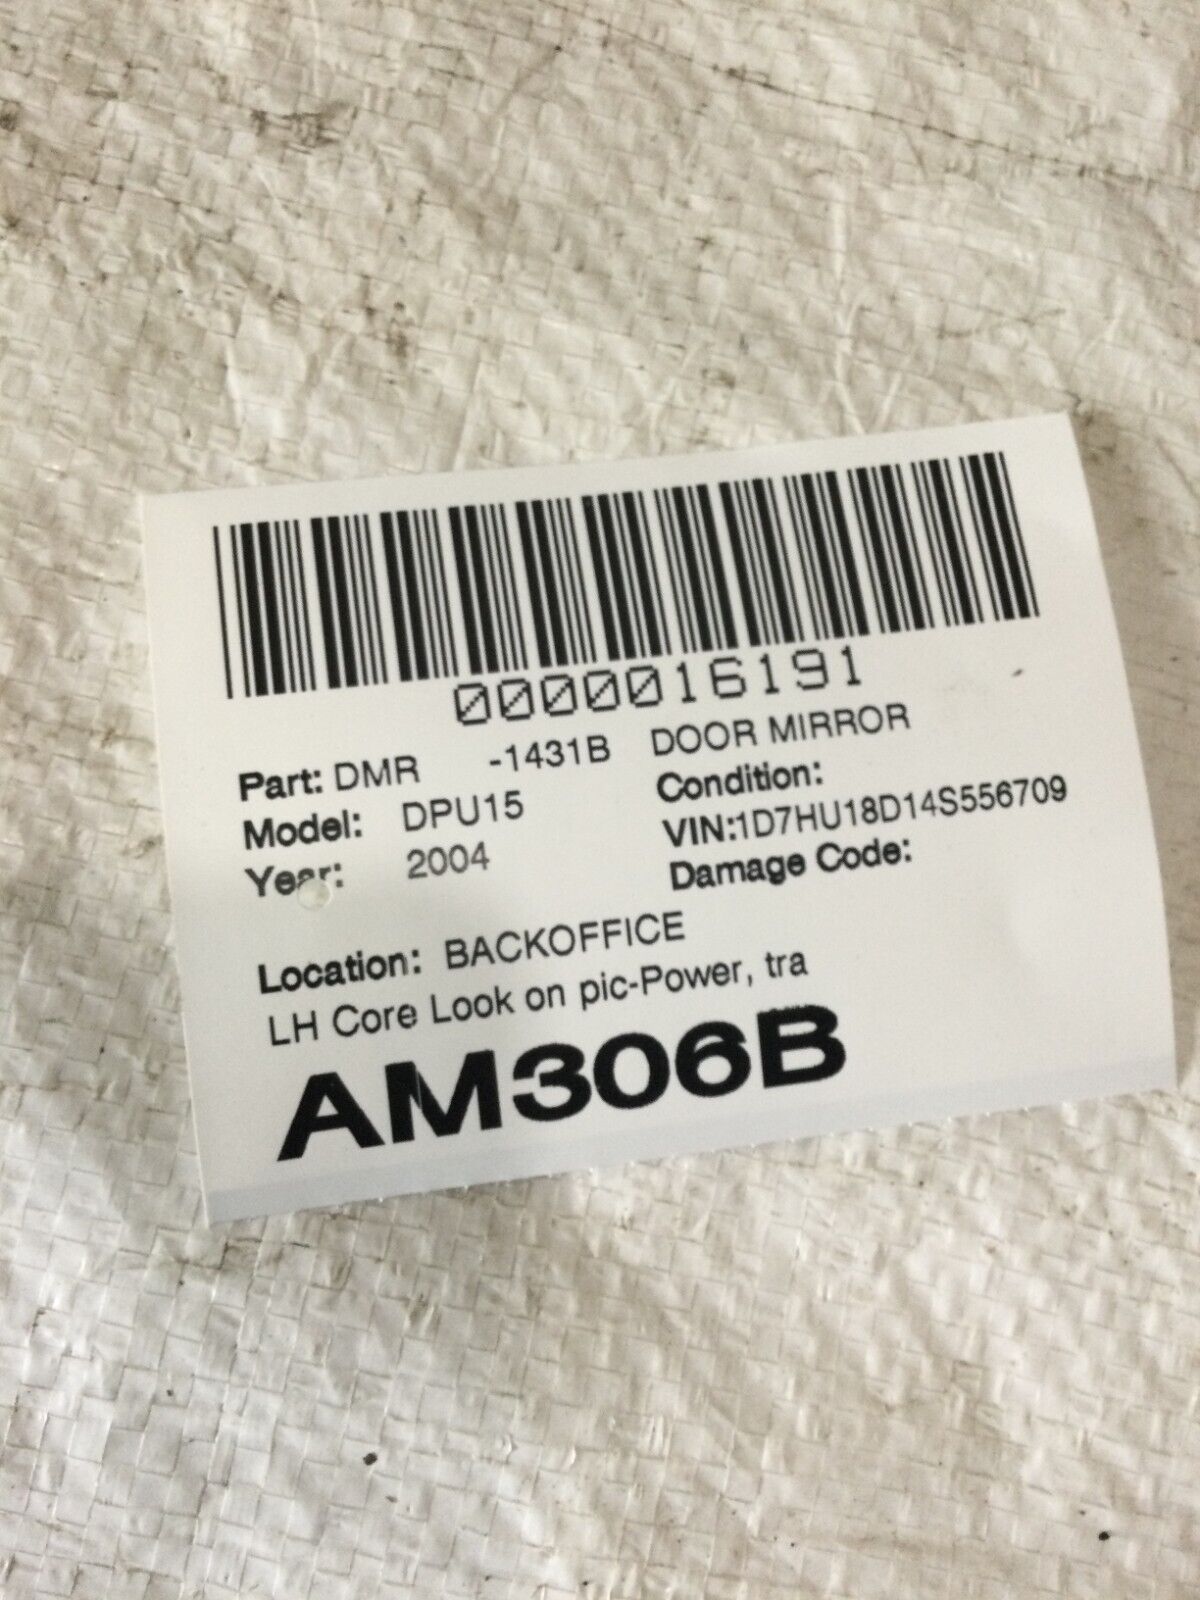 0000016191
Part: DMR -1431B DOOR MIRROR
Model: DPU15 Condition:
Year: 2004 VIN:1D7HU18D14S556709
Damage Code:
Location: BACKOFFICE
LH Core Look on pic-Power, tra
AM306B